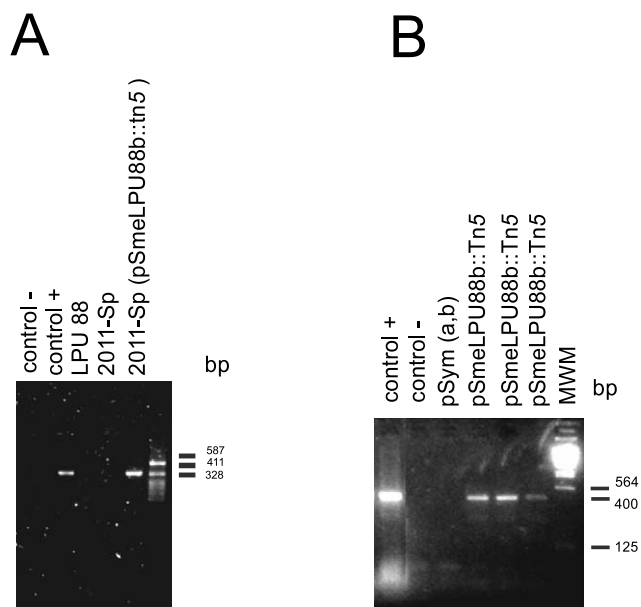 A
control -
control +
LPU 88
2011-Sp
2011-Sp (pSmeLPU88b::tn5 )
bp
587
411
328
B
control +
control -
pSym (a,b)
pSmeLPU88b::Tn5
pSmeLPU88b::Tn5
pSmeLPU88b::Tn5
MWM
bp
564
400
125